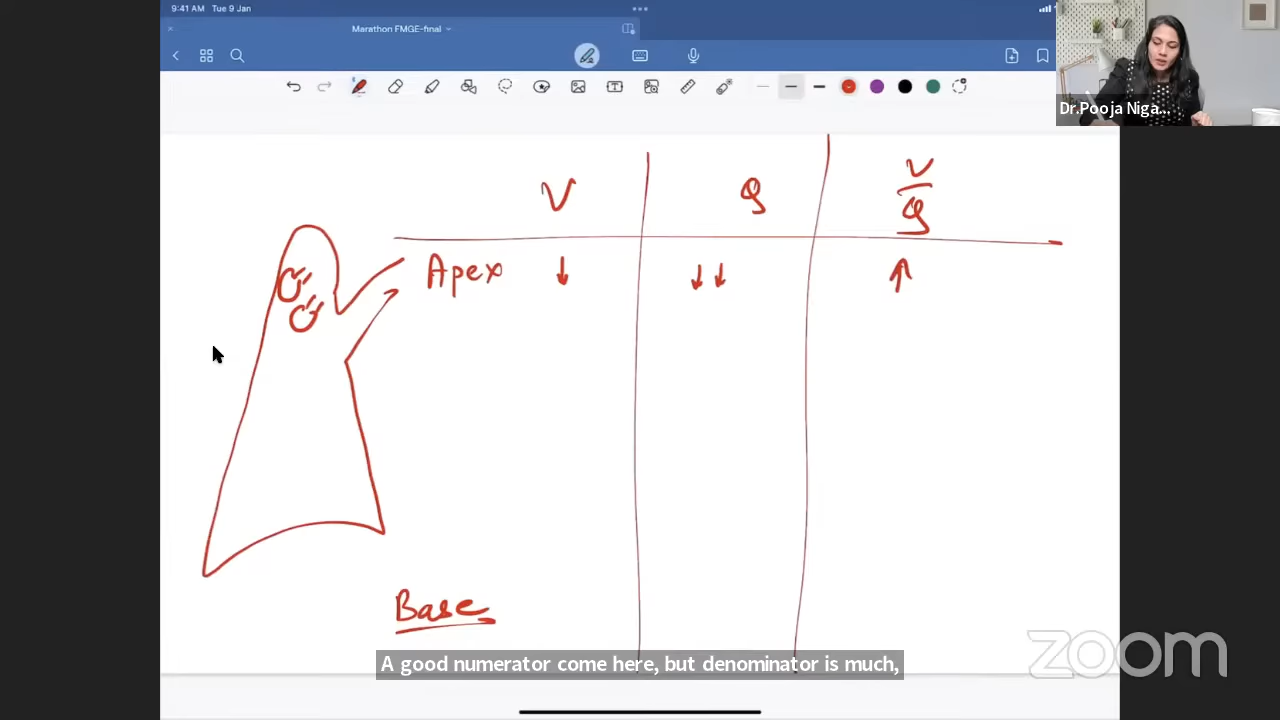 9:41 AM Tue 9 Jan
Marathon FMGE-final
Dr.Pooja Niga...
V Q V/Q
Apex ↓ ↓↓ ↑
Base
A good numerator come here, but denominator is much,
zoom